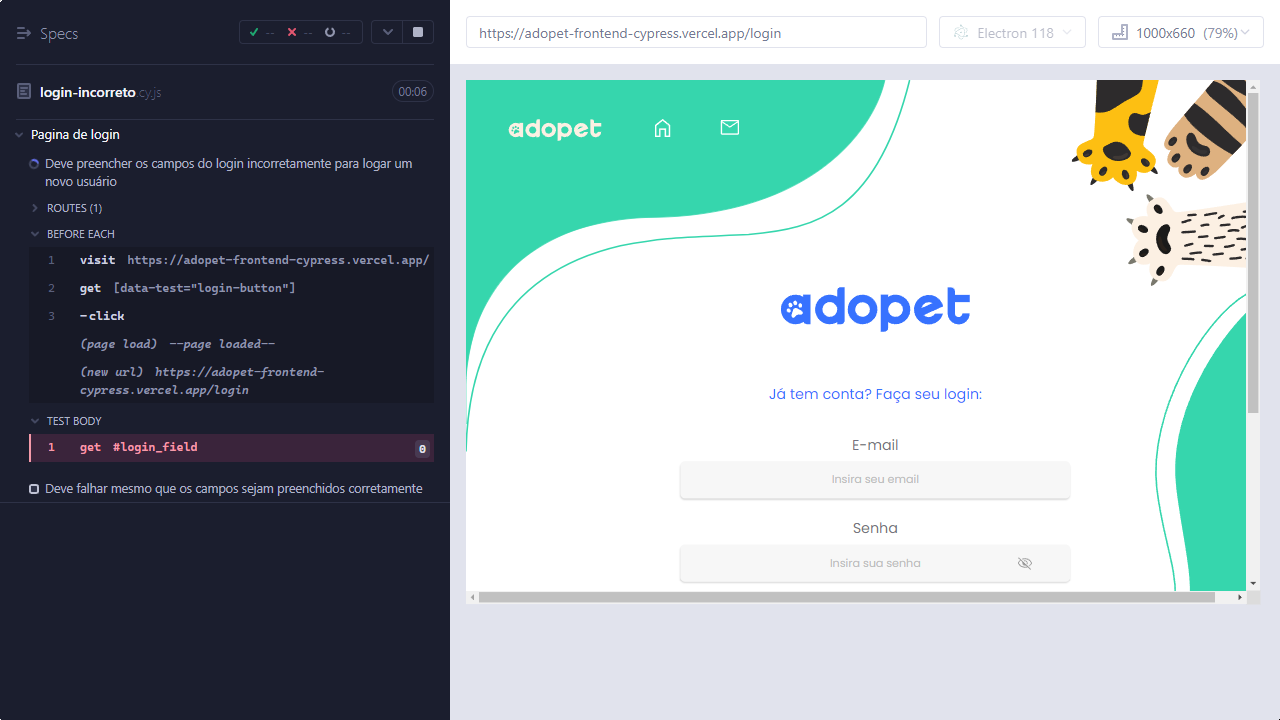 Specs
-- -- --
login-incorreto.cy.js 00:06
Pagina de login
Deve preencher os campos do login incorretamente para logar um
novo usuário
ROUTES (1)
BEFORE EACH
1 visit https://adopet-frontend-cypress.vercel.app/
2 get [data-test="login-button"]
3 -click
(page load) --page loaded--
(new url) https://adopet-frontend-
cypress.vercel.app/login
TEST BODY
1 get #login_field 0
Deve falhar mesmo que os campos sejam preenchidos corretamente
https://adopet-frontend-cypress.vercel.app/login
Electron 118
1000x660 (79%)
adopet
adopet
Já tem conta? Faça seu login:
E-mail
Insira seu email
Senha
Insira sua senha